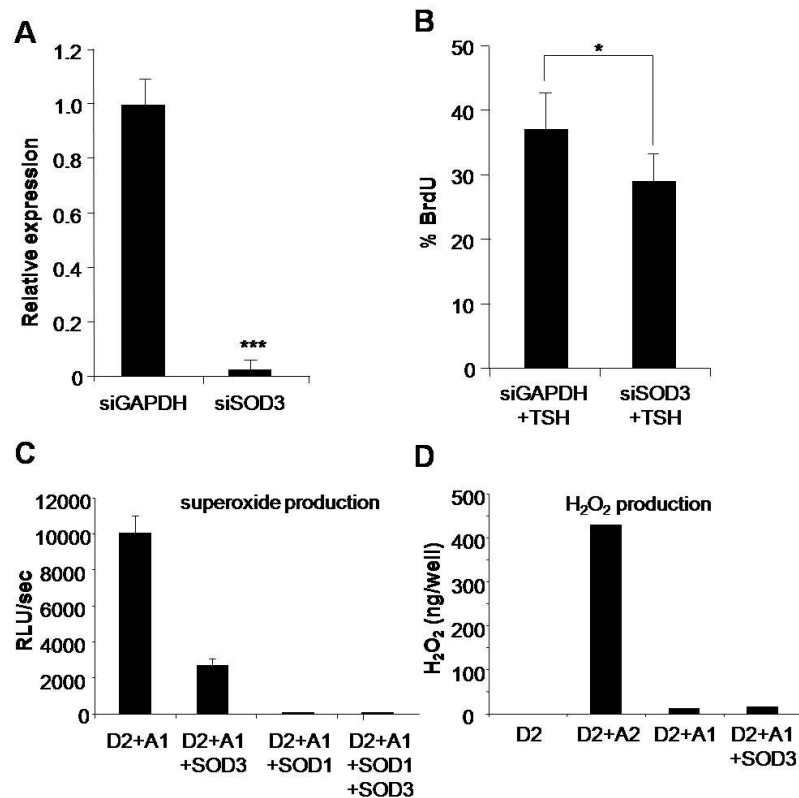 A
Relative expression
1.2
1.0
0.8
0.6
0.4
0.2
0
***
siGAPDH
siSOD3
B
% BrdU
50
40
30
20
10
0
*
siGAPDH
+TSH
siSOD3
+TSH
C
superoxide production
RLU/sec
12000
10000
8000
6000
4000
2000
0
D2+A1
D2+A1
+SOD3
D2+A1
+SOD1
D2+A1
+SOD1
+SOD3
D
H₂O₂ production
H₂O₂ (ng/well)
500
400
300
200
100
0
D2
D2+A2
D2+A1
D2+A1
+SOD3